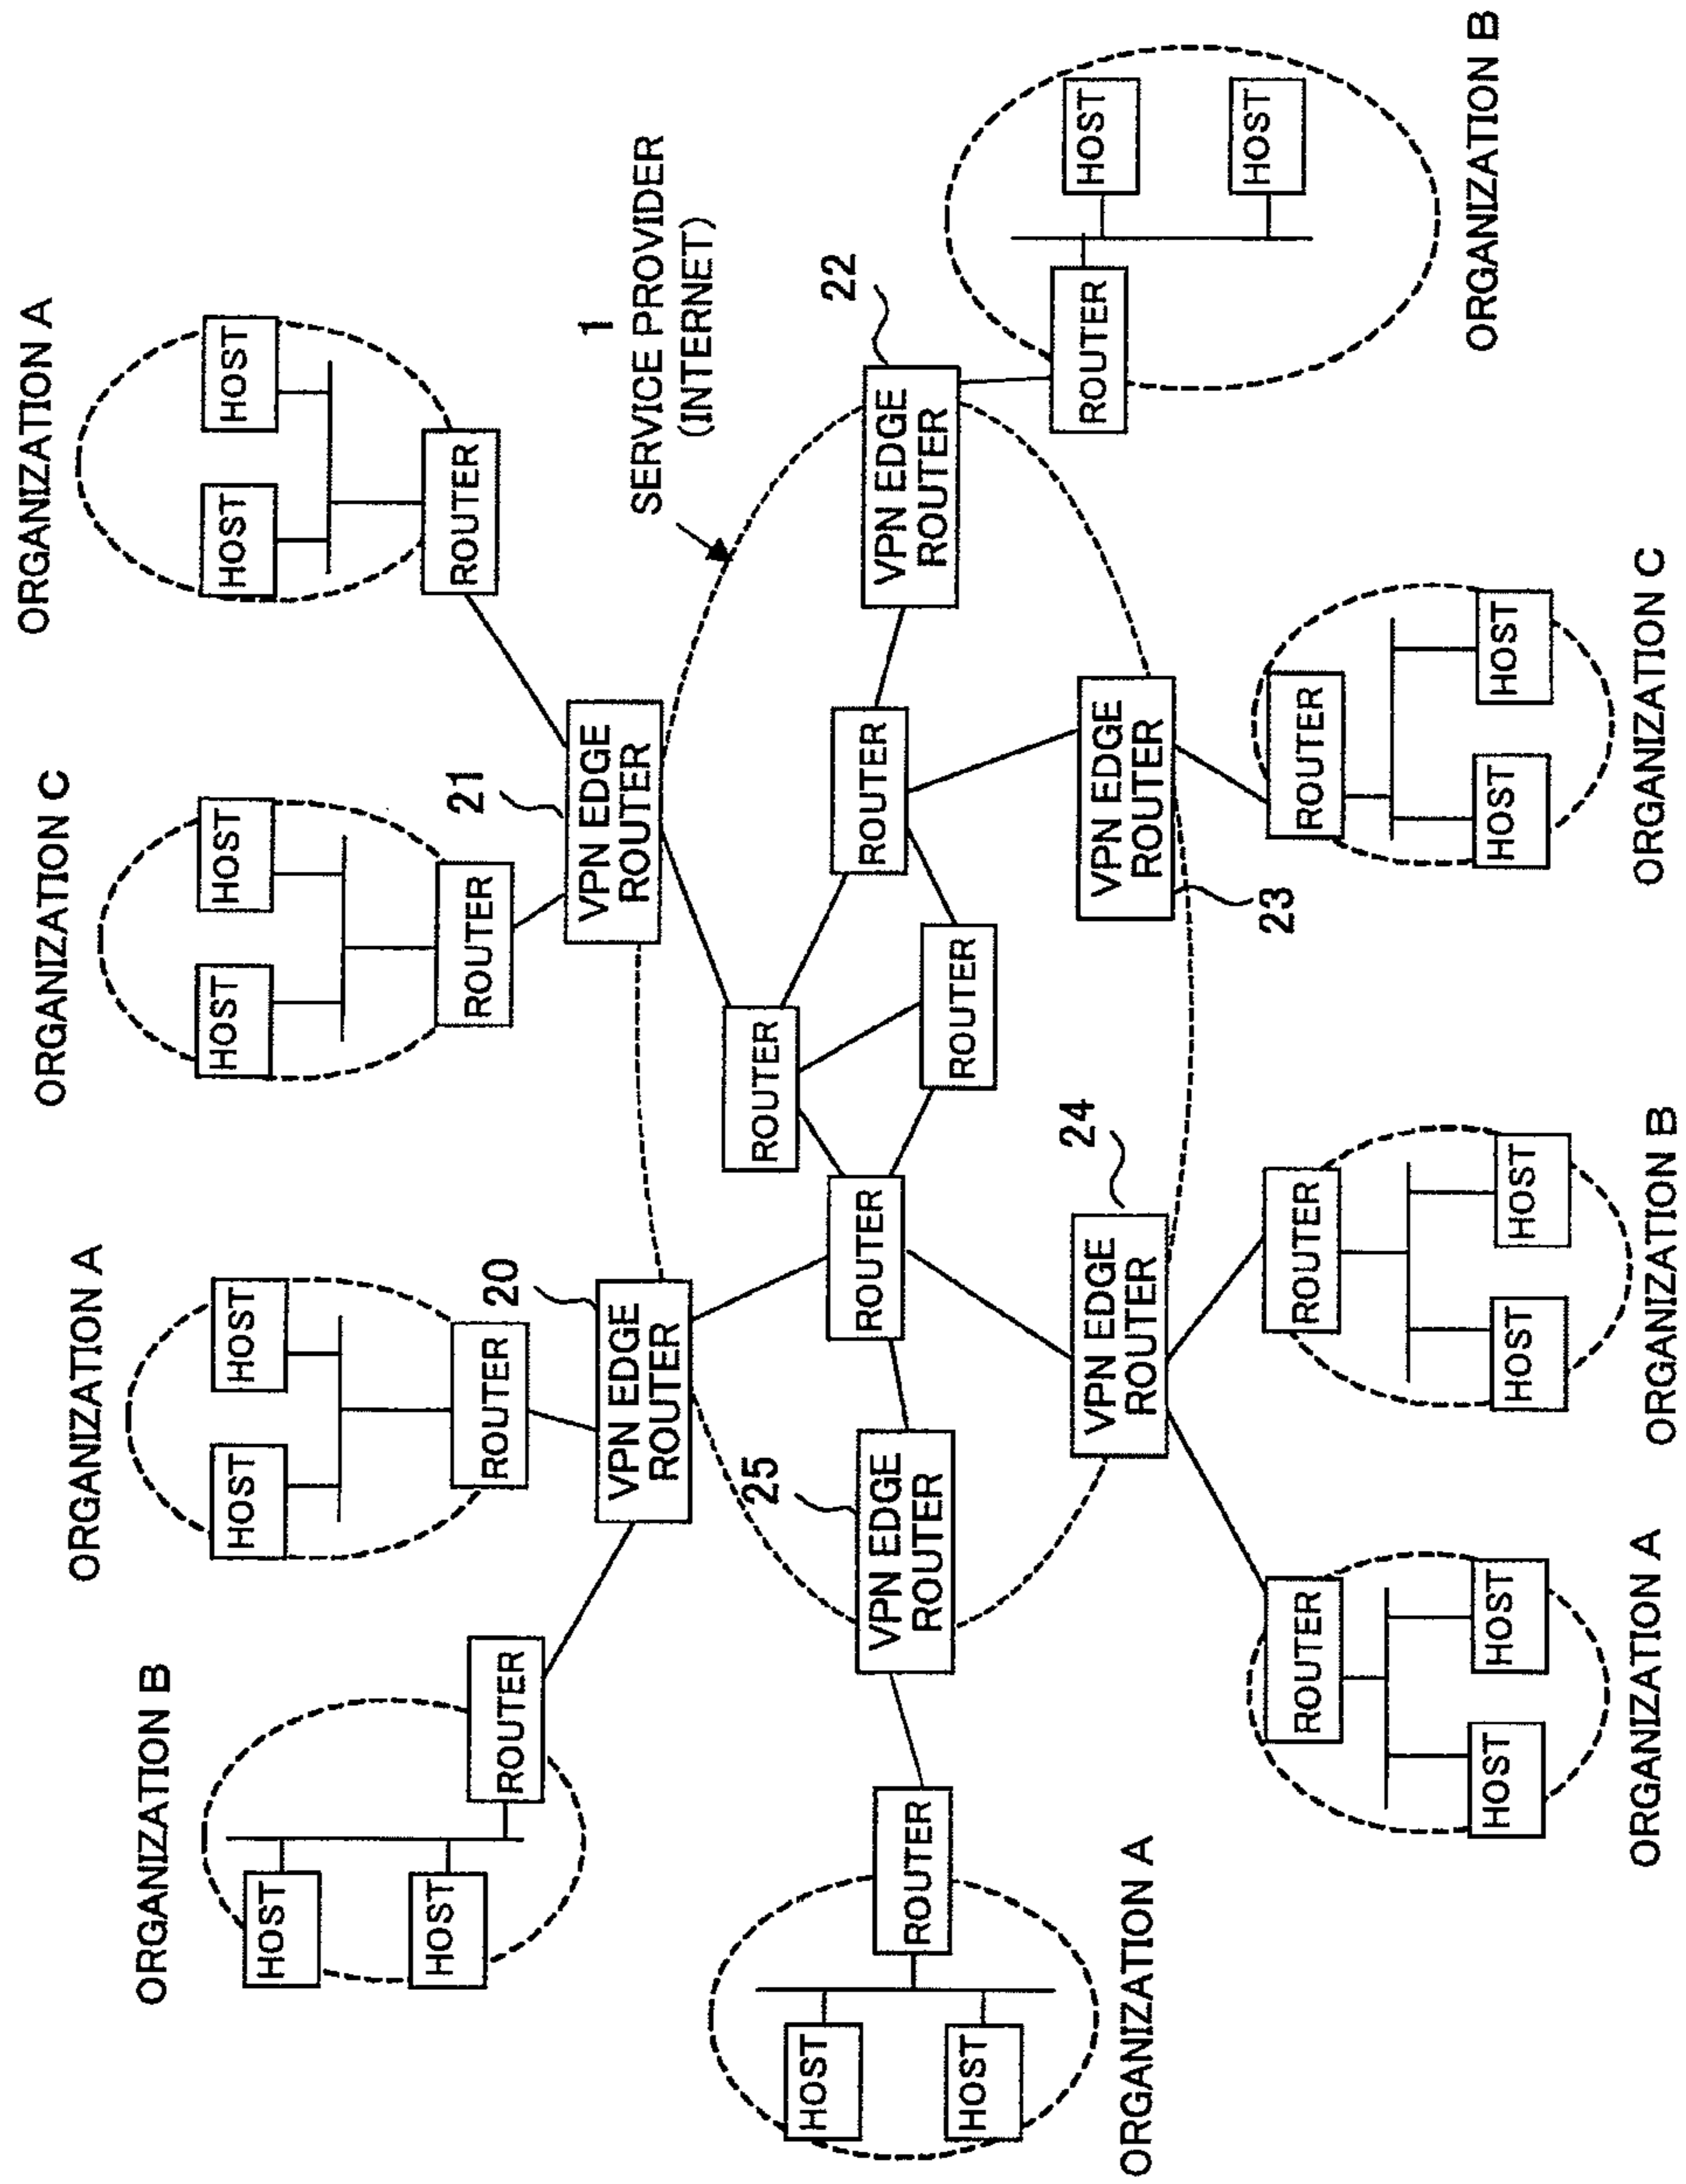 ORGANIZATION B
HOST
HOST
ROUTER
ORGANIZATION A
HOST
HOST
ROUTER
ORGANIZATION C
HOST
HOST
ROUTER
ORGANIZATION A
HOST
HOST
ROUTER
20
VPN EDGE
ROUTER
21
VPN EDGE
ROUTER
1
SERVICE PROVIDER
(INTERNET)
ORGANIZATION A
HOST
HOST
ROUTER
25
VPN EDGE
ROUTER
ROUTER
ROUTER
ROUTER
ROUTER
22
VPN EDGE
ROUTER
ROUTER
HOST
HOST
ORGANIZATION B
24
VPN EDGE
ROUTER
VPN EDGE
ROUTER
23
ROUTER
HOST
HOST
ORGANIZATION A
ROUTER
HOST
HOST
ORGANIZATION B
ROUTER
HOST
HOST
ORGANIZATION C